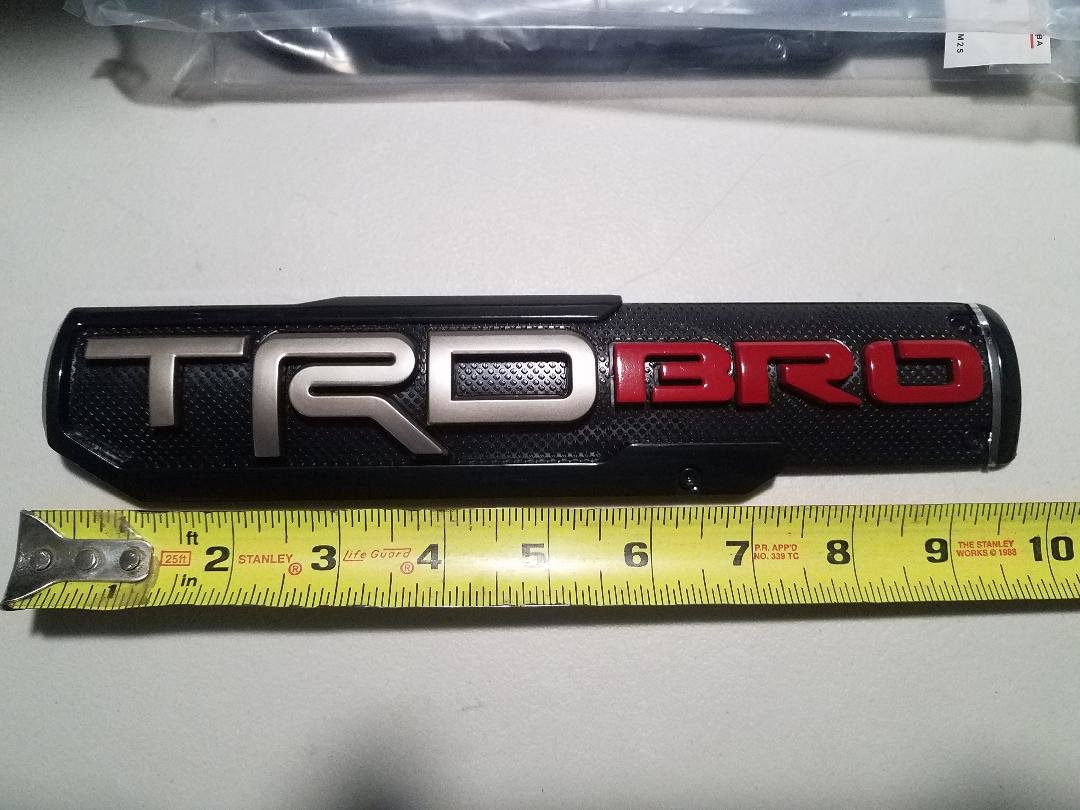 BA
M25
TRDBRO
ft
25ft
in
1 2 STANLEY ® 3 Life Guard ® 4 5 6 7 P.R. APP'D NO. 339 TC 8 9 THE STANLEY WORKS © 1988 10